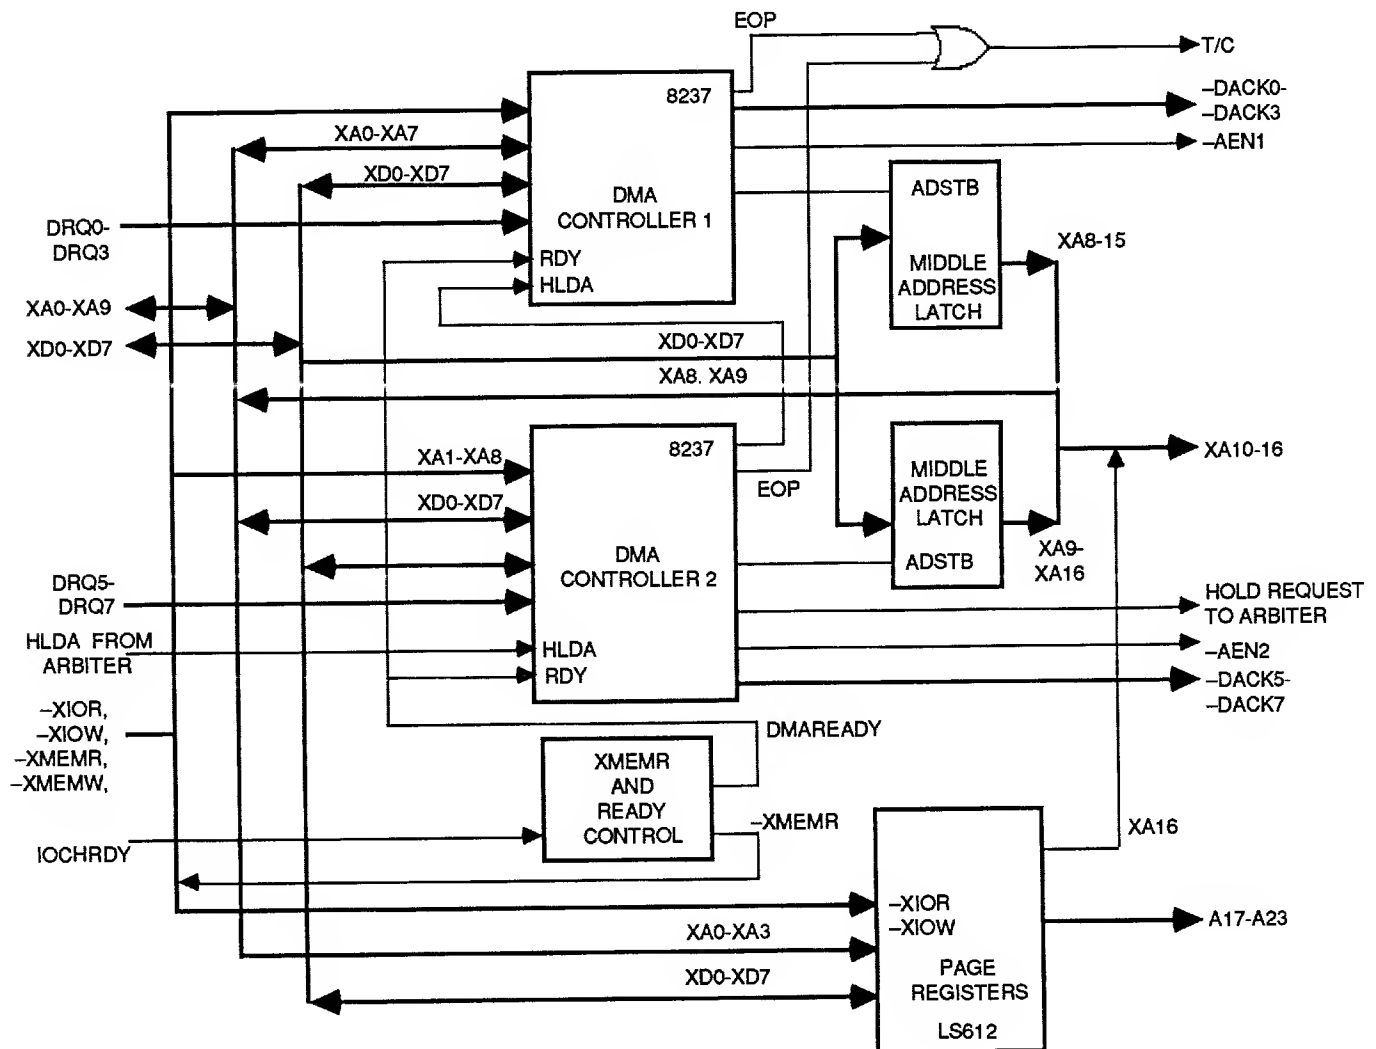 EOP
T/C
8237
–DACK0-
–DACK3
XA0-XA7
–AEN1
XD0-XD7
ADSTB
DMA
CONTROLLER 1
DRQ0-
DRQ3
RDY
HLDA
MIDDLE
ADDRESS
LATCH
XA8-15
XA0-XA9
XD0-XD7
XD0-XD7
XA8. XA9
8237
XA1-XA8
EOP
XD0-XD7
MIDDLE
ADDRESS
LATCH
ADSTB
XA10-16
XA9-
XA16
DMA
CONTROLLER 2
DRQ5-
DRQ7
HOLD REQUEST
TO ARBITER
HLDA FROM
ARBITER
HLDA
RDY
–AEN2
–DACK5-
–DACK7
–XIOR,
–XIOW,
–XMEMR,
–XMEMW,
DMAREADY
XMEMR
AND
READY
CONTROL
–XMEMR
IOCHRDY
XA16
–XIOR
–XIOW
A17-A23
XA0-XA3
XD0-XD7
PAGE
REGISTERS
LS612